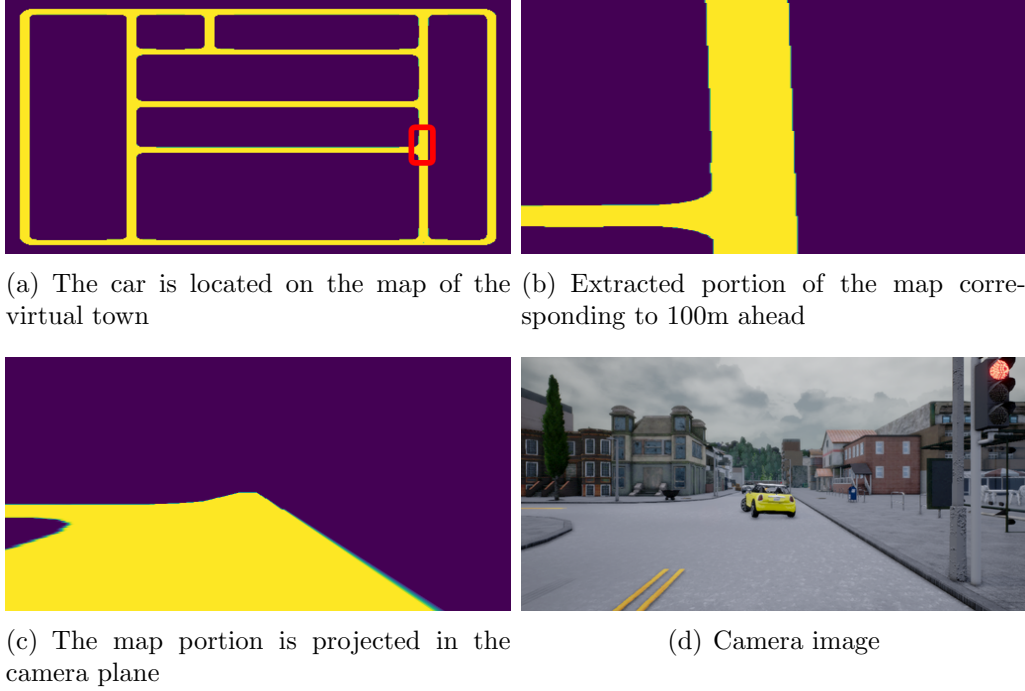 (a) The car is located on the map of the
virtual town
(b) Extracted portion of the map corre-
sponding to 100m ahead
(c) The map portion is projected in the
camera plane
(d) Camera image